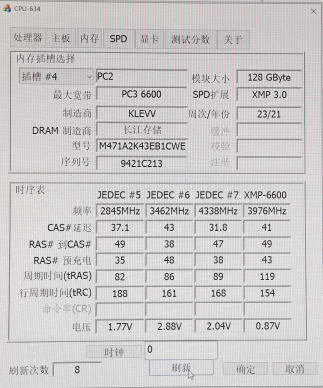 CPU-634
处理器 主板 内存 SPD 显卡 测试分数 关于
内存插槽选择
插槽 #4 PC2 模块大小 128 GByte
最大宽带 PC3 6600 SPD扩展 XMP 3.0
制造商 KLEVV 周次/年份 23/21
DRAM 制造商 长江存储 缓冲
型号 M471A2K43EB1CWE 校验
序列号 9421C213 注册
时序表
JEDEC #5 JEDEC #6 JEDEC #7 XMP-6600
频率 2845MHz 3462MHz 4338MHz 3976MHz
CAS#延迟 37.1 43 31.8 41
RAS# 到CAS# 49 38 47 49
RAS# 预充电 35 48 38 43
周期时间(tRAS) 82 86 89 119
行周期时间(tRC) 188 161 168 154
命令率(CR)
电压 1.77V 2.88V 2.04V 0.87V
时钟 0
刷新次数 8 刷新 确定 取消